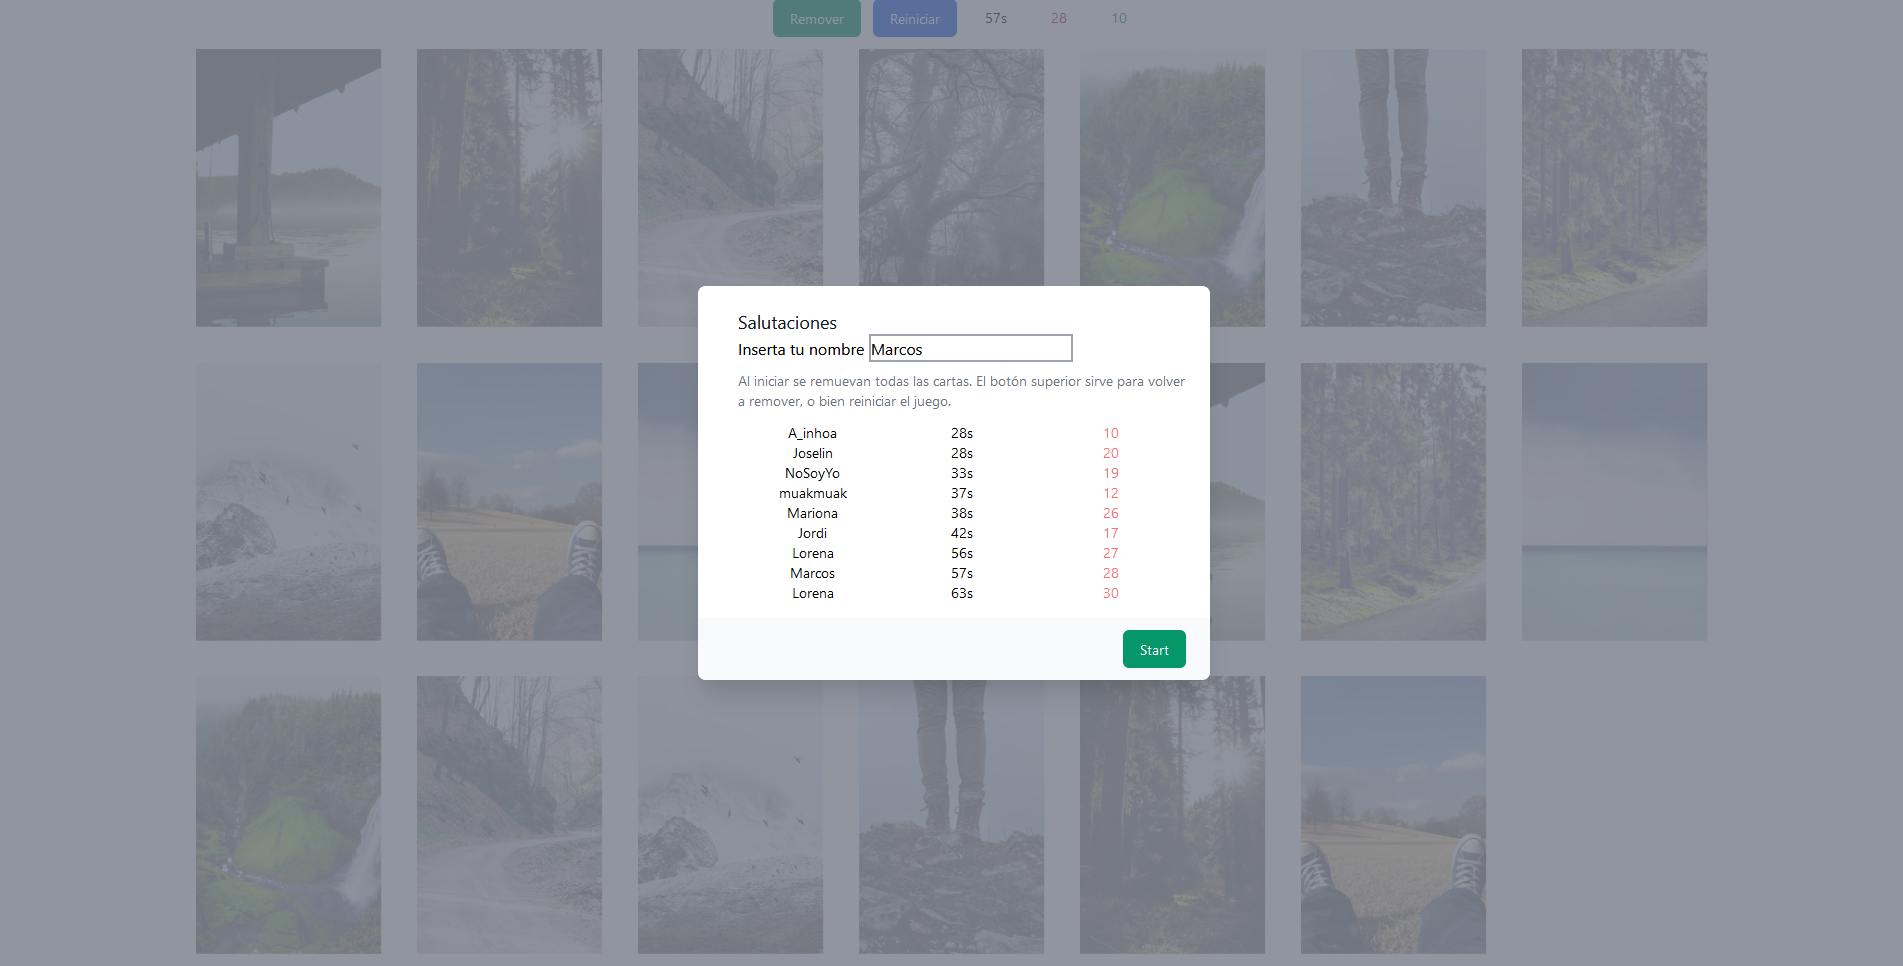 Remover Reiniciar 57s 28 10
Salutaciones
Inserta tu nombre Marcos
Al iniciar se remuevan todas las cartas. El botón superior sirve para volver
a remover, o bien reiniciar el juego.
A_inhoa 28s 10
Joselin 28s 20
NoSoyYo 33s 19
muakmuak 37s 12
Mariona 38s 26
Jordi 42s 17
Lorena 56s 27
Marcos 57s 28
Lorena 63s 30
Start